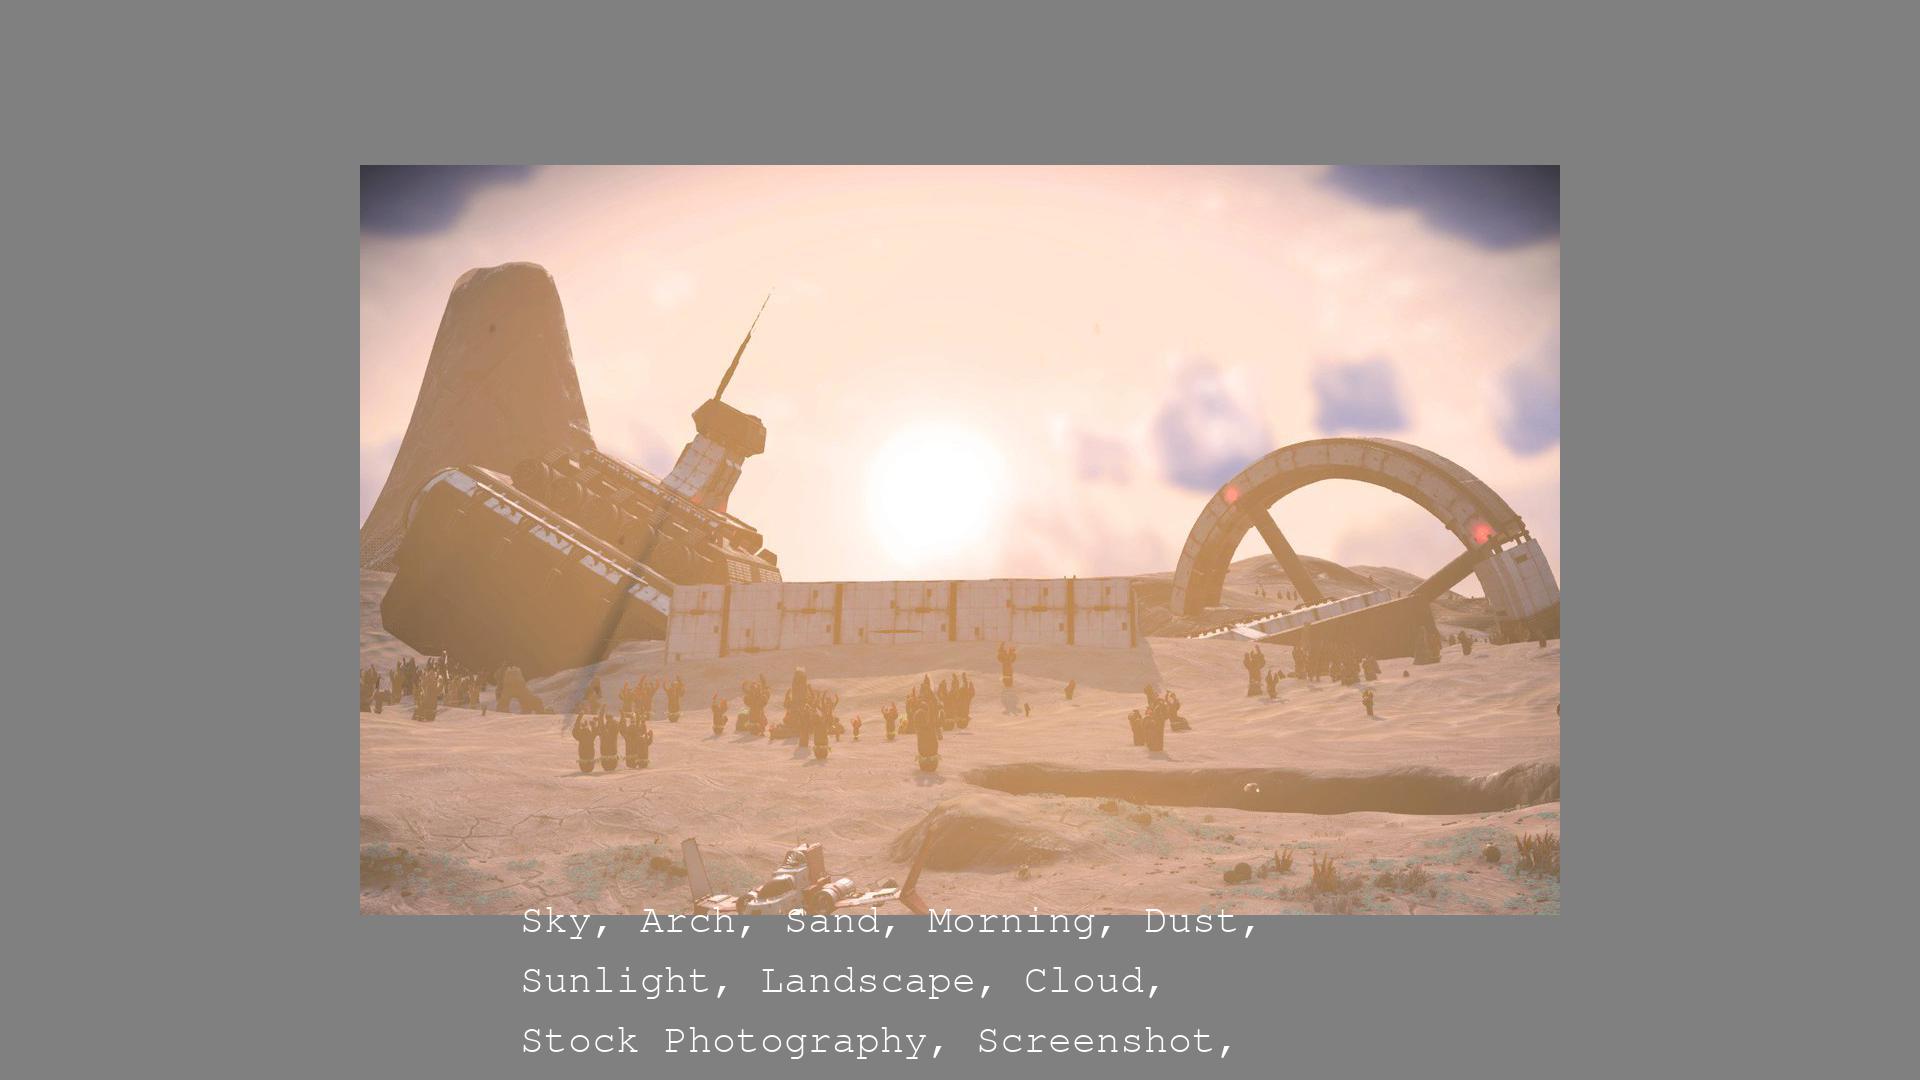 Sky, Arch, Sand, Morning, Dust,
Sunlight, Landscape, Cloud,
Stock Photography, Screenshot,